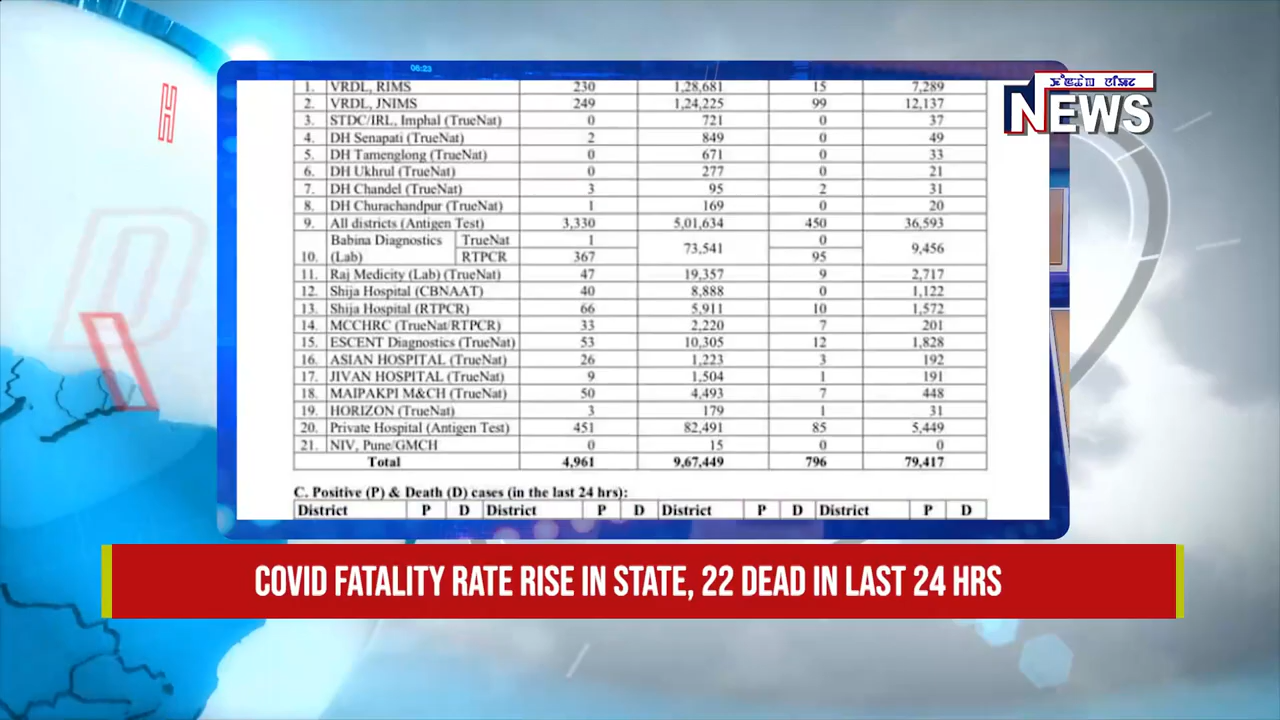 06:23
NEWS
H
D
1. VRDL, RIMS 230 1,28,681 15 7,289
2. VRDL, JNIMS 249 1,24,225 99 12,137
3. STDC/IRL, Imphal (TrueNat) 0 721 0 37
4. DH Senapati (TrueNat) 2 849 0 49
5. DH Tamenglong (TrueNat) 0 671 0 33
6. DH Ukhrul (TrueNat) 0 277 0 21
7. DH Chandel (TrueNat) 3 95 2 31
8. DH Churachandpur (TrueNat) 1 169 0 20
9. All districts (Antigen Test) 3,330 5,01,634 450 36,593
10. Babina Diagnostics (Lab) TrueNat 1 73,541 0 9,456
RTPCR 367 95
11. Raj Medicity (Lab) (TrueNat) 47 19,357 9 2,717
12. Shija Hospital (CBNAAT) 40 8,888 0 1,122
13. Shija Hospital (RTPCR) 66 5,911 10 1,572
14. MCCHRC (TrueNat/RTPCR) 33 2,220 7 201
15. ESCENT Diagnostics (TrueNat) 53 10,305 12 1,828
16. ASIAN HOSPITAL (TrueNat) 26 1,223 3 192
17. JIVAN HOSPITAL (TrueNat) 9 1,504 1 191
18. MAIPAKPI M&CH (TrueNat) 50 4,493 7 448
19. HORIZON (TrueNat) 3 179 1 31
20. Private Hospital (Antigen Test) 451 82,491 85 5,449
21. NIV, Pune/GMCH 0 15 0 0
Total 4,961 9,67,449 796 79,417
C. Positive (P) & Death (D) cases (in the last 24 hrs):
District P D District P D District P D District P D
COVID FATALITY RATE RISE IN STATE, 22 DEAD IN LAST 24 HRS